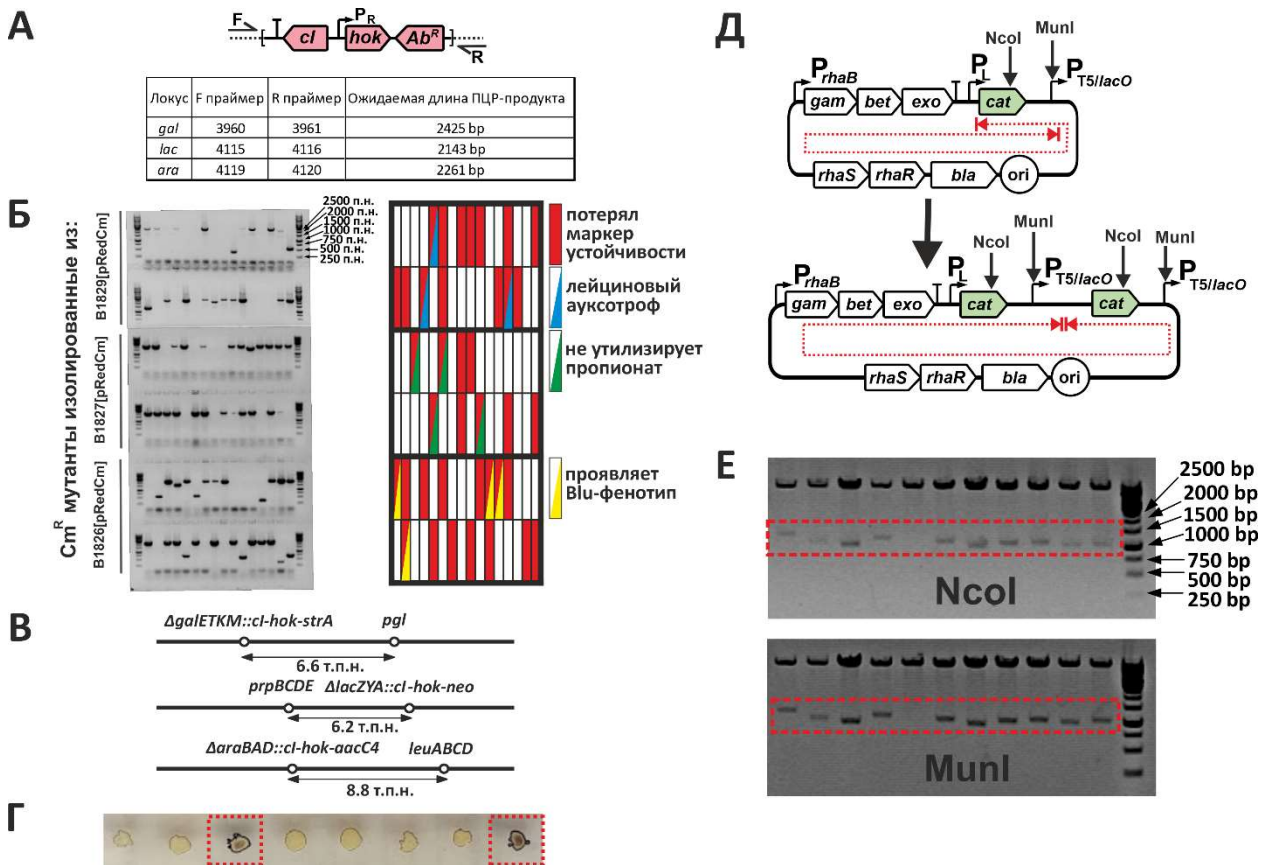 А
F
P_R
cI
hok
Ab^R
R
Локус F праймер R праймер Ожидаемая длина ПЦР-продукта
gal 3960 3961 2425 bp
lac 4115 4116 2143 bp
ara 4119 4120 2261 bp
Б
Cm^R мутанты изолированные из:
B1829[pRedCm]
B1827[pRedCm]
B1826[pRedCm]
2500 п.н.
2000 п.н.
1500 п.н.
1000 п.н.
750 п.н.
500 п.н.
250 п.н.
потерял
маркер
устойчивости
лейциновый
ауксотроф
не утилизирует
пропионат
проявляет
Blu-фенотип
В
ΔgalETKM::cI-hok-strA pgl
6.6 т.п.н.
prpBCDE ΔlacZYA::cI-hok-neo
6.2 т.п.н.
ΔaraBAD::cI-hok-aacC4 leuABCD
8.8 т.п.н.
Г
Д
NcoI MunI
P_rhaB P_L P_T5/lacO
gam bet exo cat
rhaS rhaR bla ori
NcoI MunI NcoI MunI
P_rhaB P_L P_T5/lacO P_T5/lacO
gam bet exo cat cat
rhaS rhaR bla ori
Е
2500 bp
2000 bp
1500 bp
1000 bp
750 bp
500 bp
250 bp
NcoI
MunI